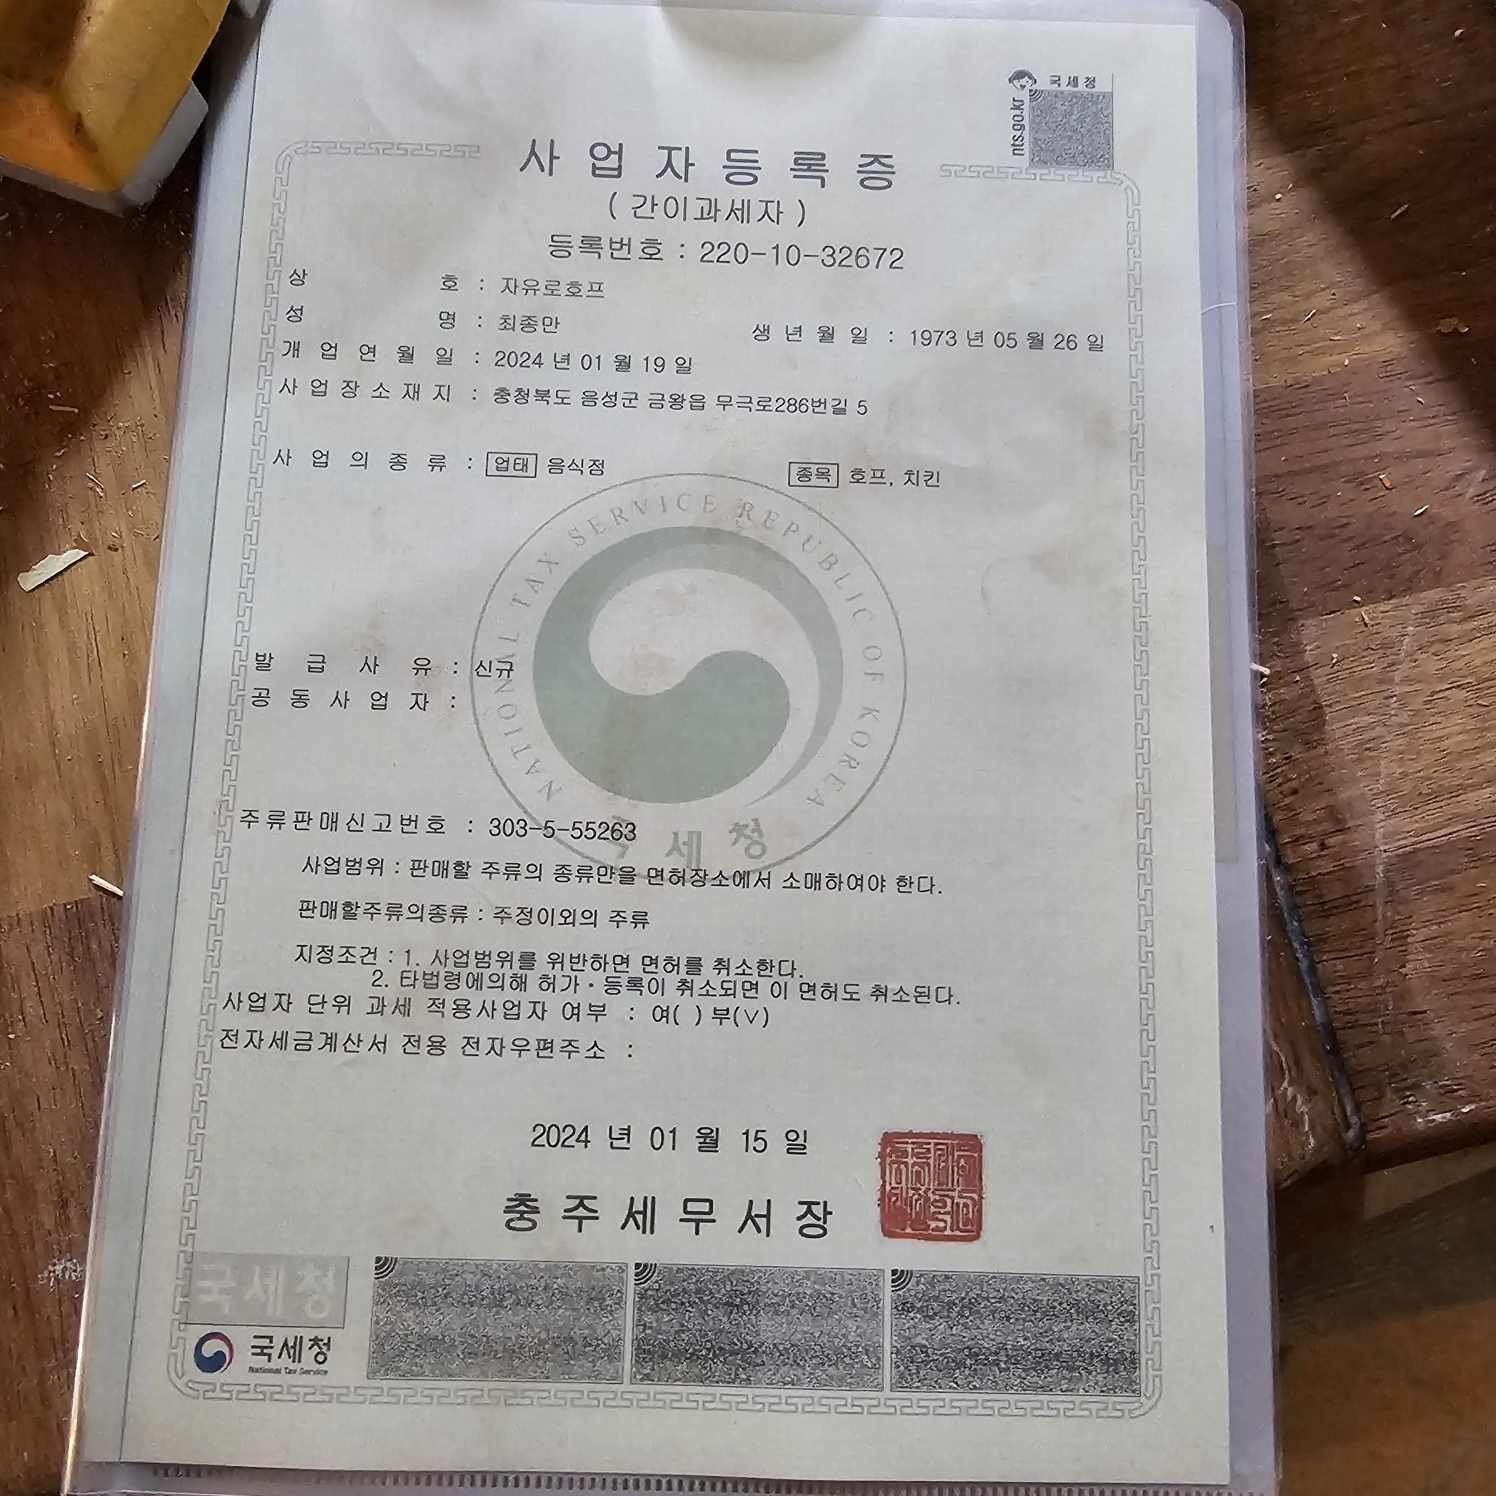 국세청
nts.go.kr
사업자등록증
( 간이과세자 )
등록번호 : 220-10-32672
상 호 : 자유로호프
성 명 : 최종만 생 년 월 일 : 1973 년 05 월 26 일
개 업 연 월 일 : 2024 년 01 월 19 일
사 업 장 소 재 지 : 충청북도 음성군 금왕읍 무극로286번길 5
사 업 의 종 류 : 업태 음식점 종목 호프, 치킨
NATIONAL TAX SERVICE REPUBLIC OF KOREA
발 급 사 유 : 신규
공 동 사 업 자 :
주류판매신고번호 : 303-5-55263
국세청
사업범위 : 판매할 주류의 종류만을 면허장소에서 소매하여야 한다.
판매할주류의종류 : 주정이외의 주류
지정조건 : 1. 사업범위를 위반하면 면허를 취소한다.
2. 타법령에의해 허가·등록이 취소되면 이 면허도 취소된다.
사업자 단위 과세 적용사업자 여부 : 여( ) 부(∨)
전자세금계산서 전용 전자우편주소 :
2024 년 01 월 15 일
충주세무서장
국세청
국세청
National Tax Service